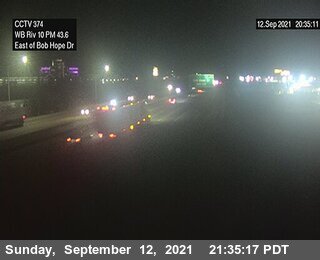 CCTV 374
WB Riv 10 PM 43.6
East of Bob Hope Dr
12.Sep 2021 20:35:11
Sunday, September 12, 2021 21:35:17 PDT